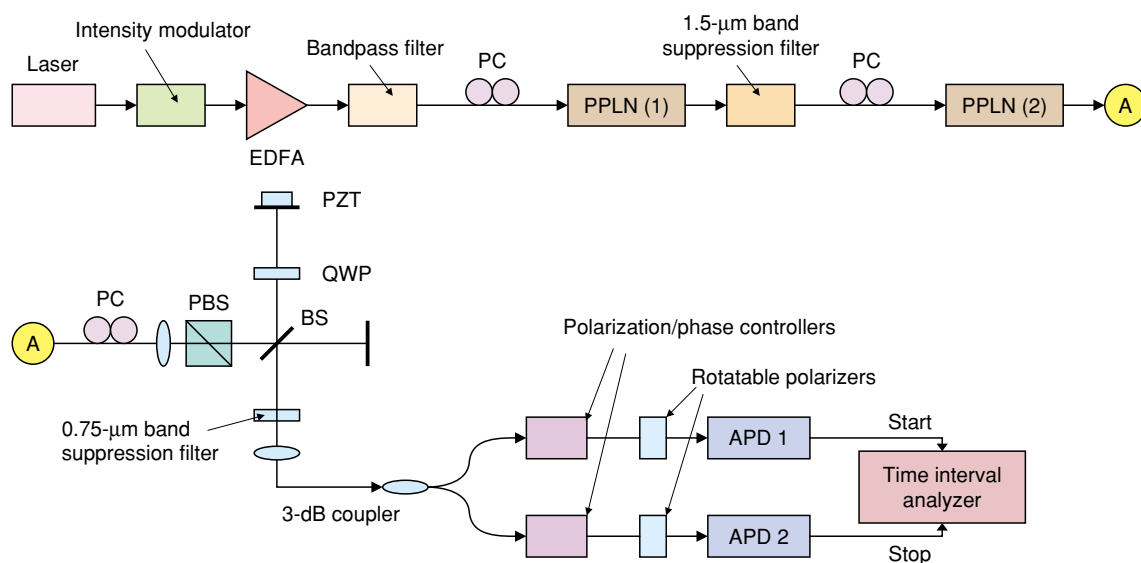 1.5-μm band
suppression filter
Intensity modulator
Bandpass filter
Laser
PC
PC
PPLN (1)
PPLN (2)
A
EDFA
PZT
QWP
PC
PBS
BS
A
Polarization/phase controllers
Rotatable polarizers
0.75-μm band
suppression filter
APD 1
Start
Time interval
analyzer
3-dB coupler
APD 2
Stop